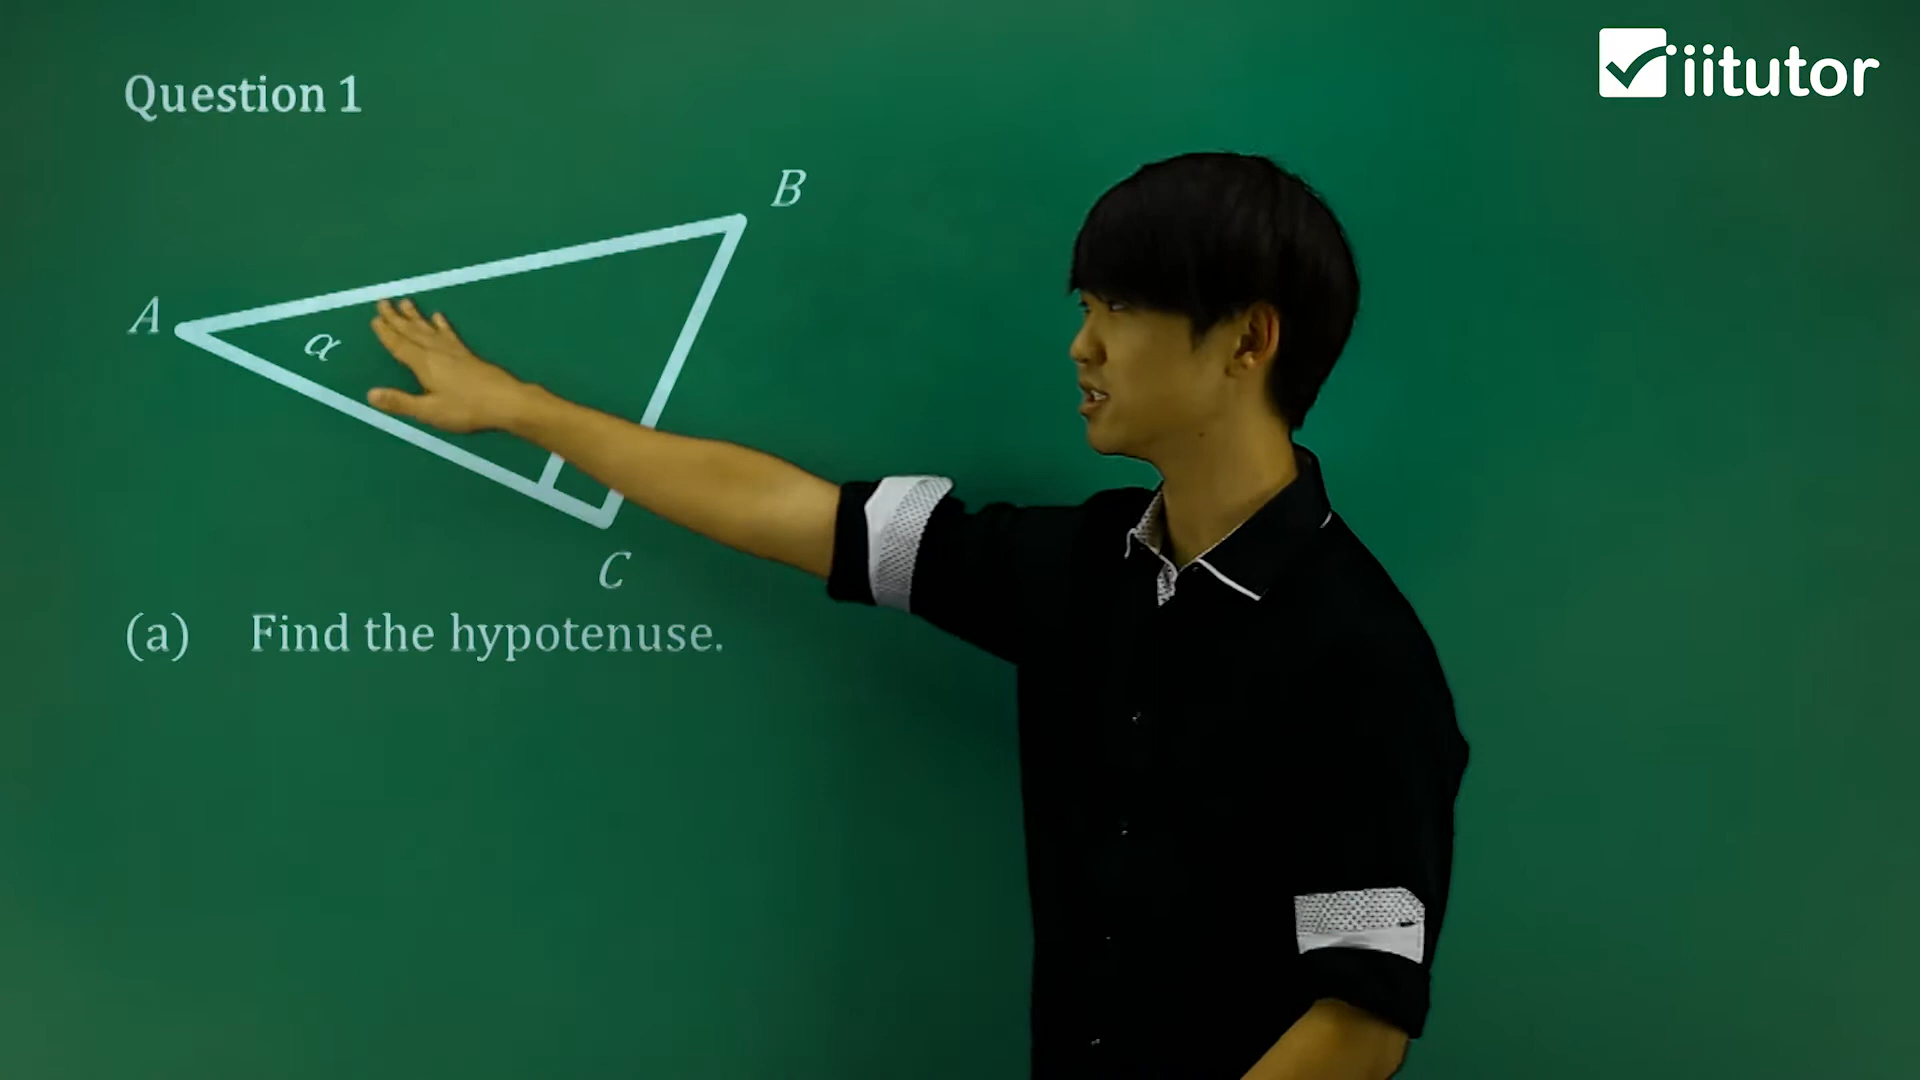 iitutor
Question 1
B
A
α
C
(a) Find the hypotenuse.